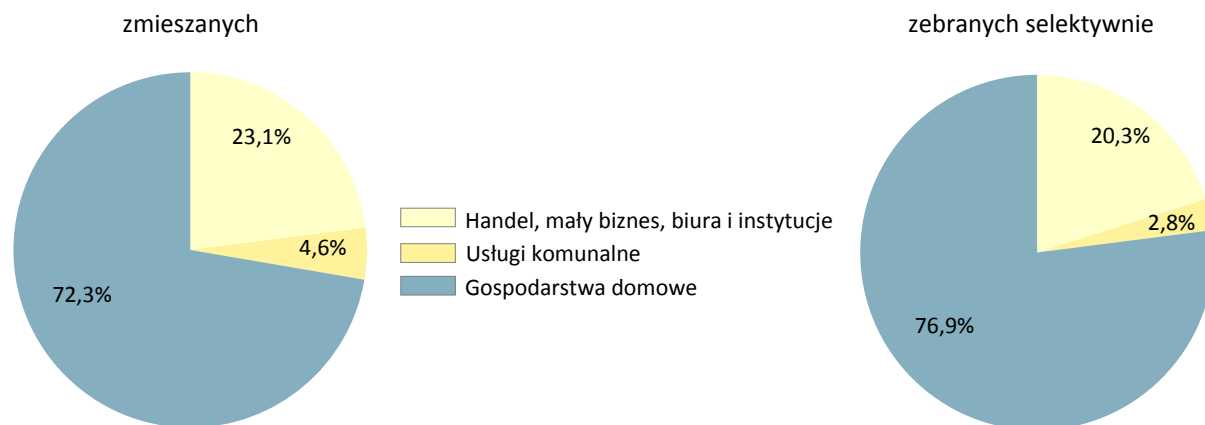 zmieszanych
zebranych selektywnie
23,1%
4,6%
72,3%
Handel, mały biznes, biura i instytucje
Usługi komunalne
Gospodarstwa domowe
20,3%
2,8%
76,9%